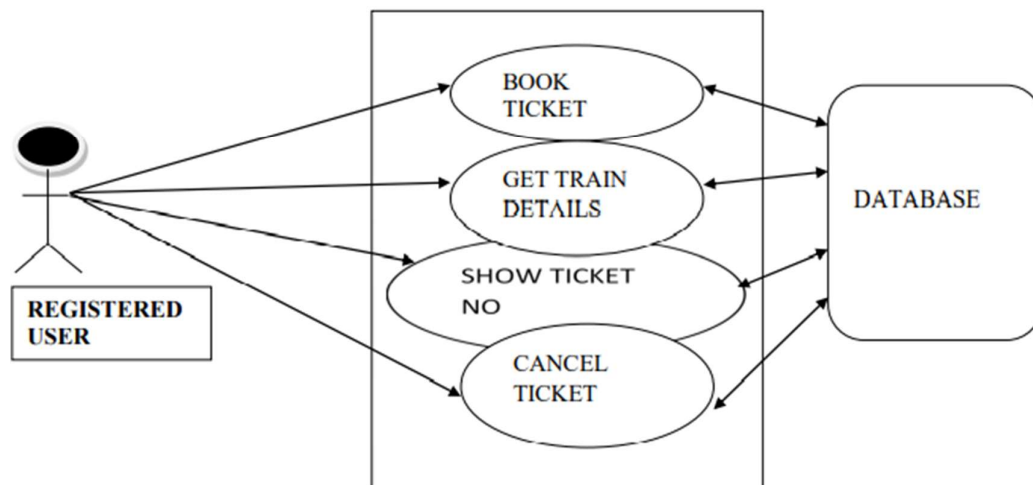 BOOK
TICKET
GET TRAIN
DETAILS
DATABASE
SHOW TICKET
NO
REGISTERED
USER
CANCEL
TICKET